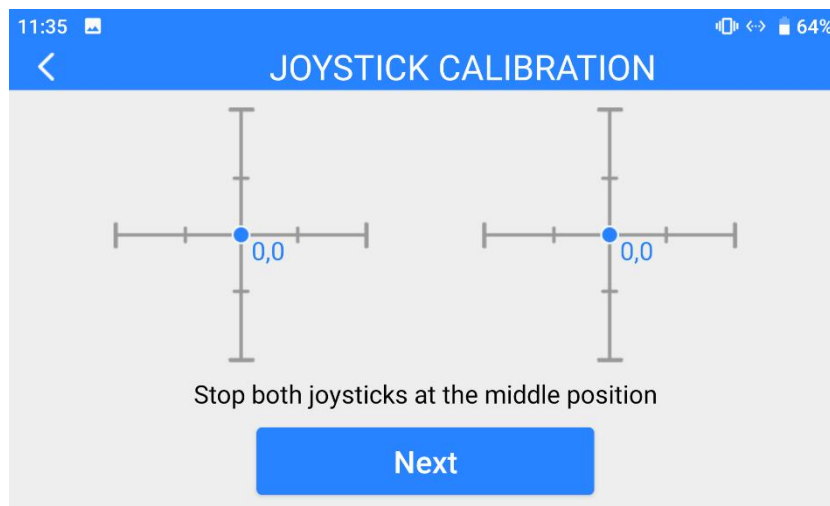 11:35 64%
JOYSTICK CALIBRATION
0,0 0,0
Stop both joysticks at the middle position
Next